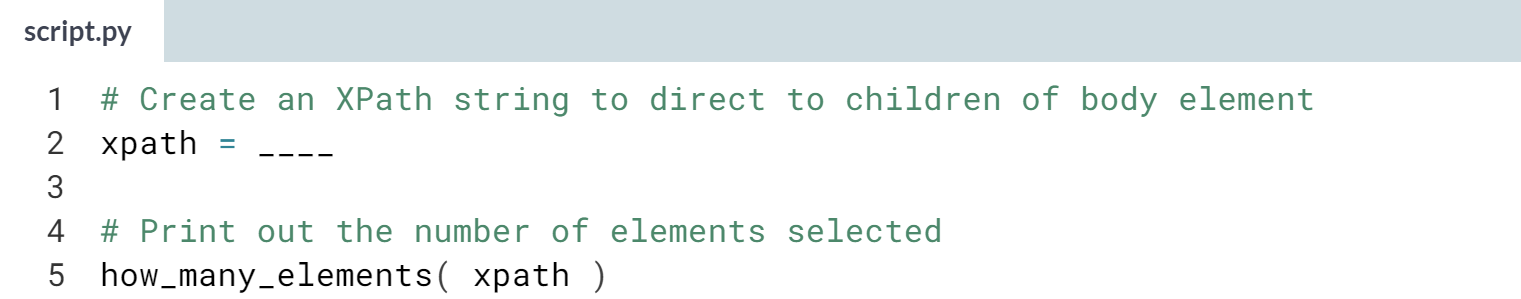 script.py
1 # Create an XPath string to direct to children of body element
2 xpath = ____
3
4 # Print out the number of elements selected
5 how_many_elements( xpath )